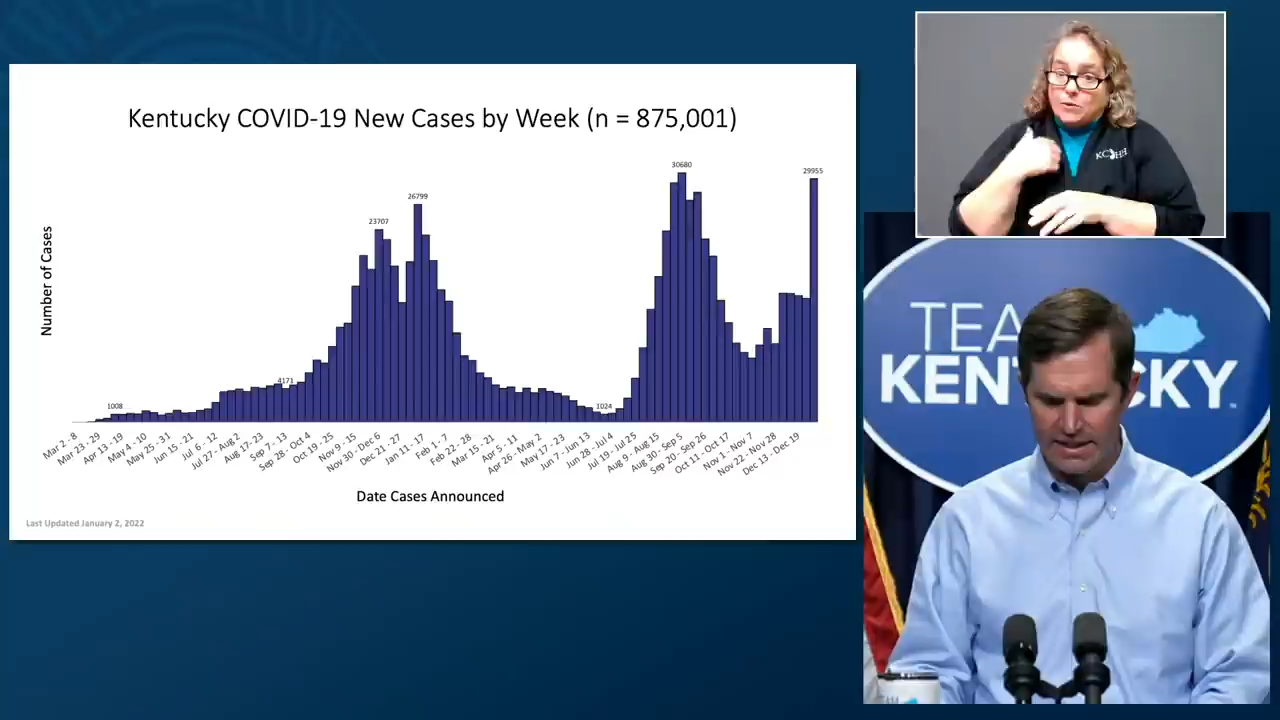 Kentucky COVID-19 New Cases by Week (n = 875,001)
30680
29955
26799
23707
4171
1008
1024
Number of Cases
Mar 2 - 8
Mar 23 - 29
Apr 13 - 19
May 4 - 10
May 25 - 31
Jun 15 - 21
Jul 6 - 12
Jul 27 - Aug 2
Aug 17 - 23
Sep 7 - 13
Sep 28 - Oct 4
Oct 19 - 25
Nov 9 - 15
Nov 30 - Dec 6
Dec 21 - 27
Jan 11 - 17
Feb 1 - 7
Feb 22 - 28
Mar 15 - 21
Apr 5 - 11
Apr 26 - May 2
May 17 - 23
Jun 7 - Jun 13
Jun 28 - Jul 4
Jul 19 - Jul 25
Aug 9 - Aug 15
Aug 30 - Sep 5
Sep 20 - Sep 26
Oct 11 - Oct 17
Nov 1 - Nov 7
Nov 22 - Nov 28
Dec 13 - Dec 19
Date Cases Announced
Last Updated January 2, 2022
TEA
KEN CKY